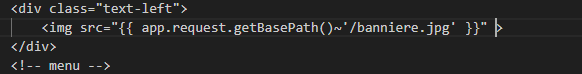 <div class="text-left">
<img src="{{ app.request.getBasePath()~'/banniere.jpg' }}" >
</div>
<!-- menu -->